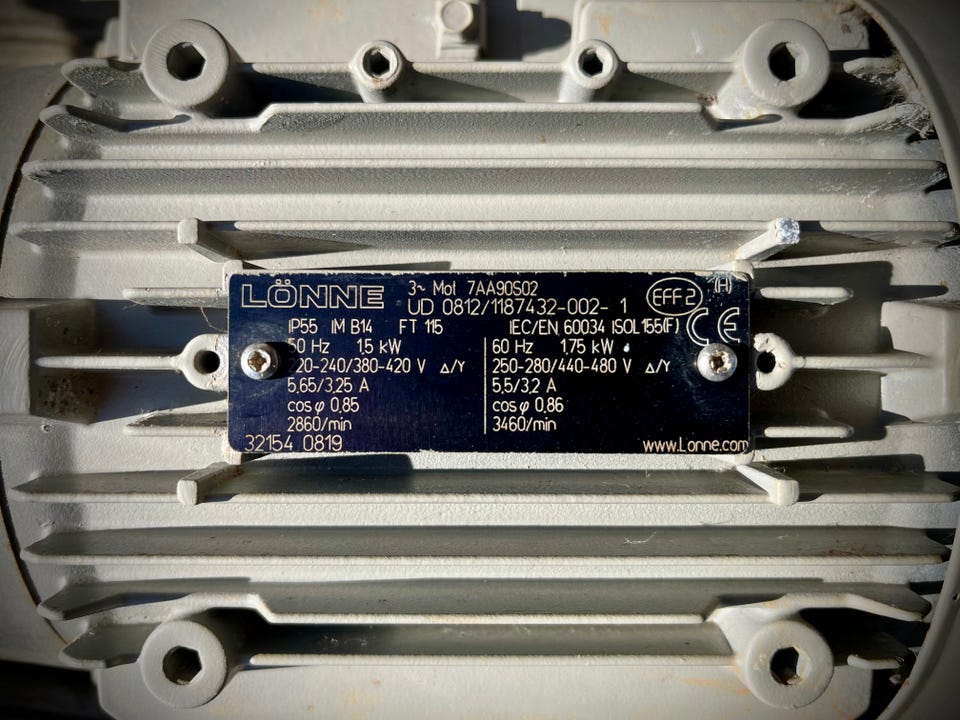 LÖNNE
3~ Mot 7AA90S02
UD 0812/1187432-002- 1
EFF2
(H)
IP55 IM B14 FT 115 IEC/EN 60034 ISOL 155(F)
CE
50 Hz 1,5 kW
220-240/380-420 V Δ/Y
5,65/3,25 A
cos φ 0,85
2860/min
60 Hz 1,75 kW
250-280/440-480 V Δ/Y
5,5/3,2 A
cos φ 0,86
3460/min
32154 0819
www.Lonne.com